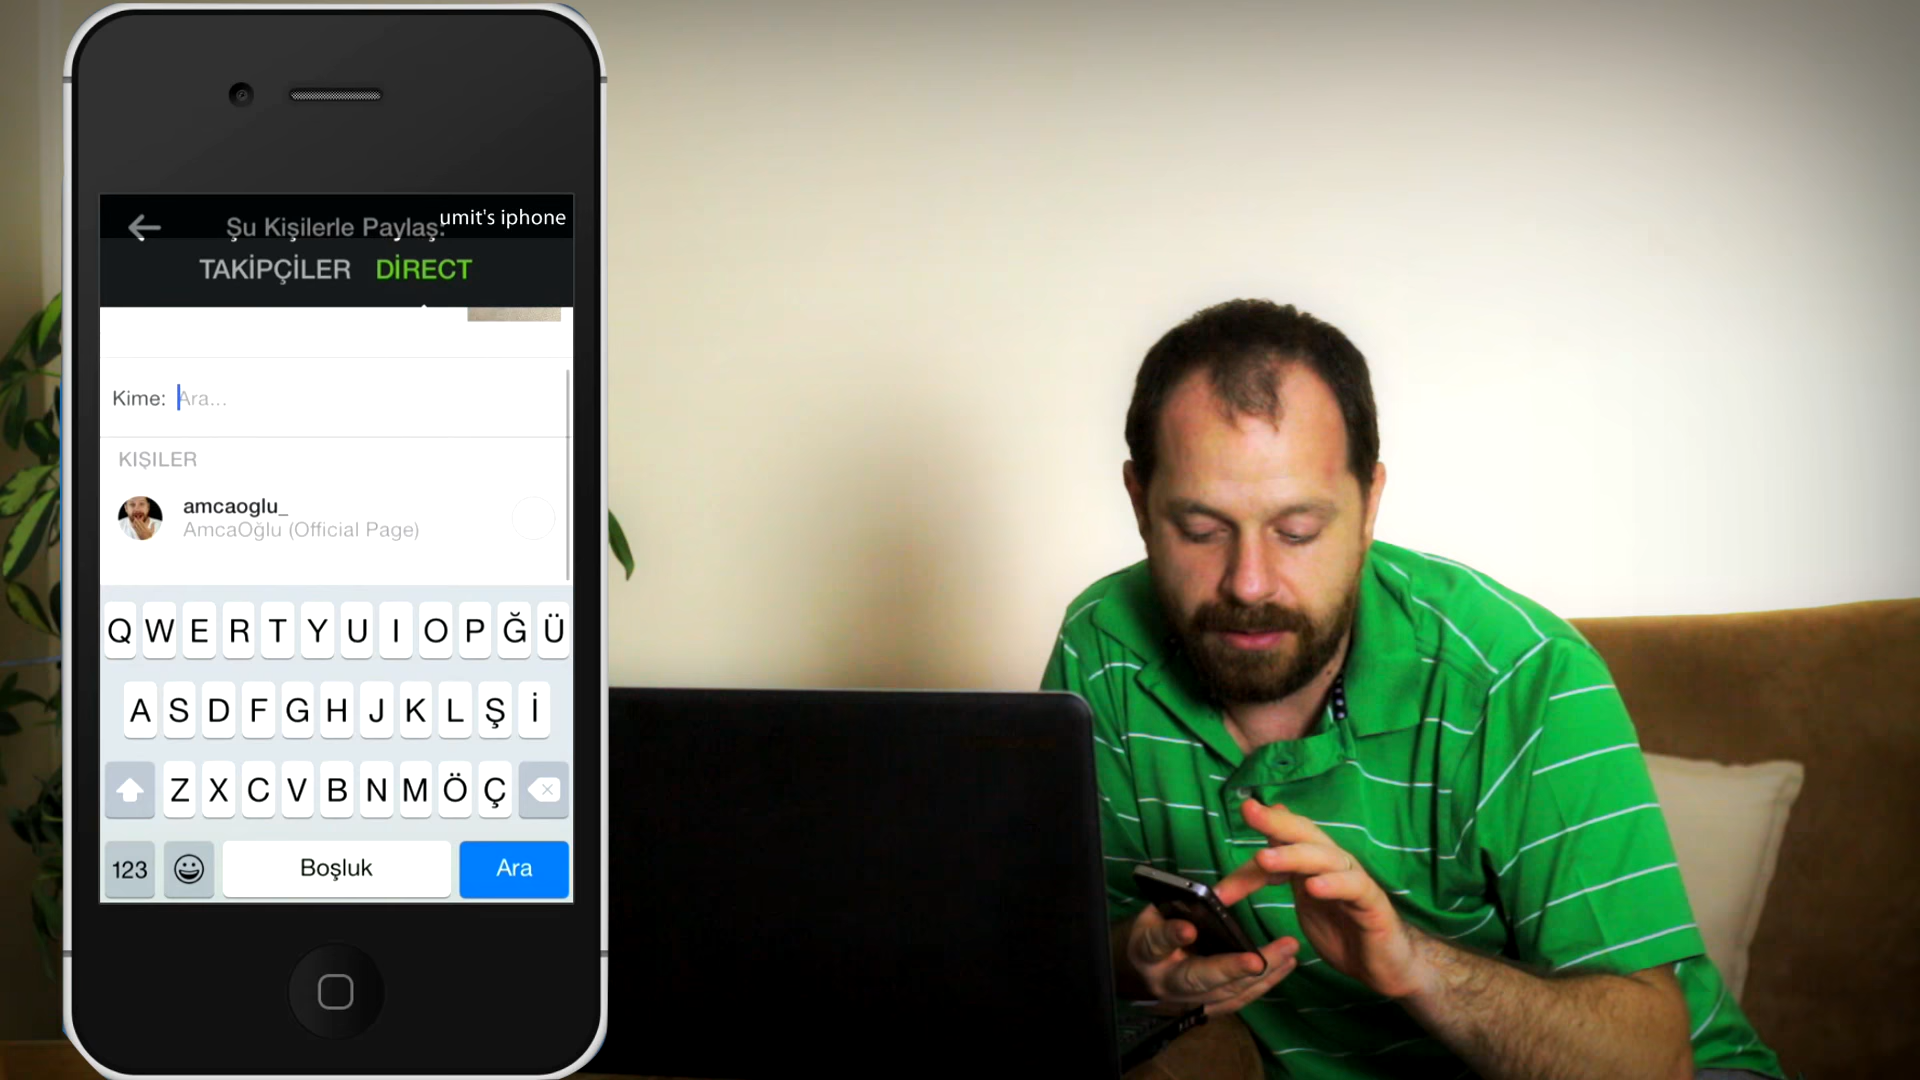 umit's iphone
Şu Kişilerle Paylaş:
TAKİPÇİLER DİRECT
Kime: Ara...
KIŞILER
amcaoglu_
AmcaOğlu (Official Page)
Q W E R T Y U I O P Ğ Ü
A S D F G H J K L Ş İ
Z X C V B N M Ö Ç
123 Boşluk Ara